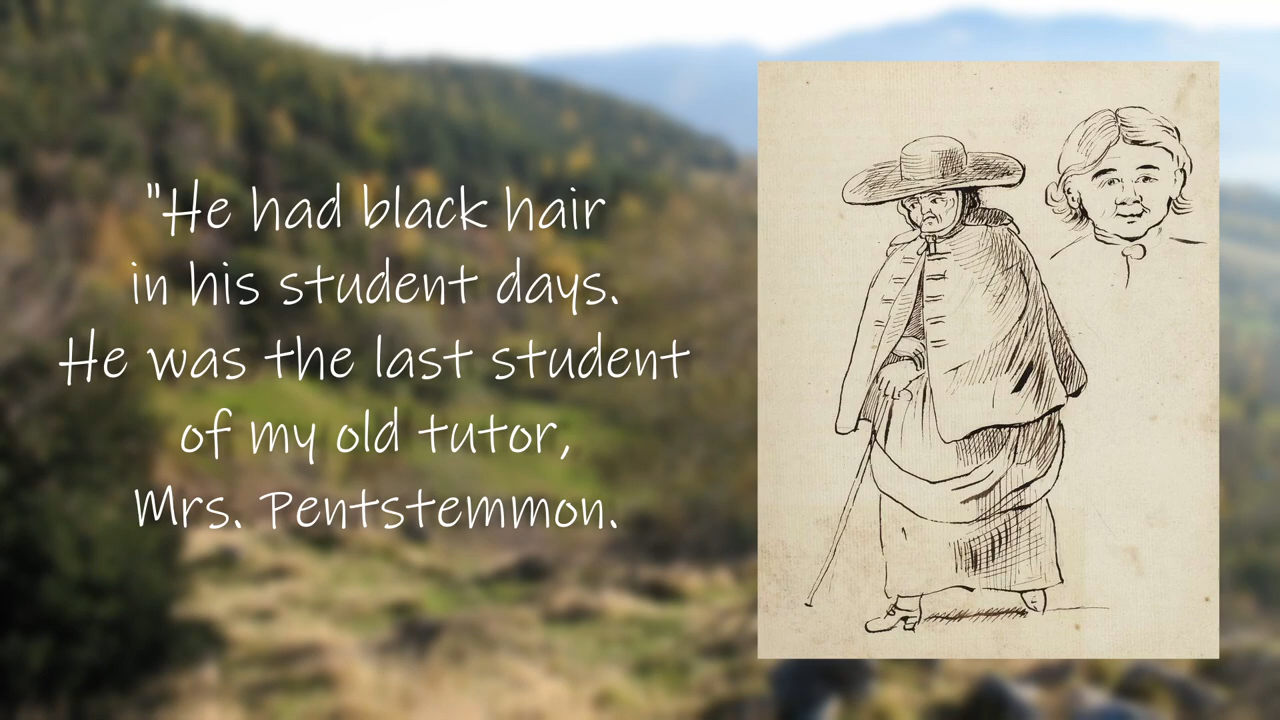 "He had black hair
in his student days.
He was the last student
of my old tutor,
Mrs. Pentstemmon.